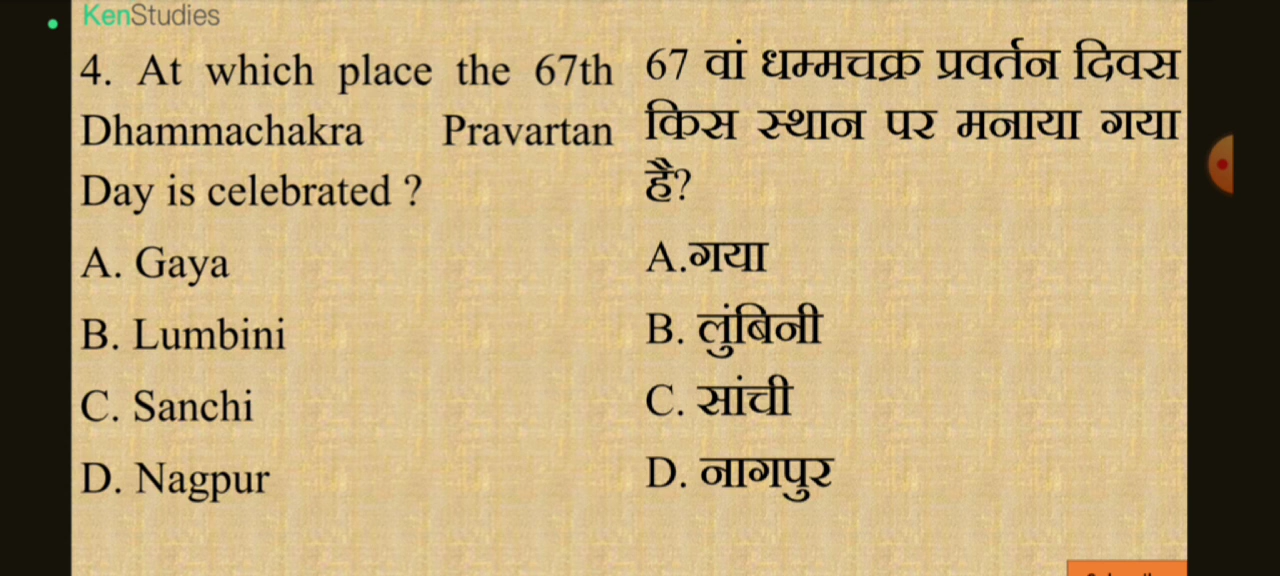 KenStudies
4. At which place the 67th
Dhammachakra Pravartan
Day is celebrated ?
A. Gaya
B. Lumbini
C. Sanchi
D. Nagpur
67 वां धम्मचक्र प्रवर्तन दिवस
किस स्थान पर मनाया गया
है?
A.गया
B. लुंबिनी
C. सांची
D. नागपुर